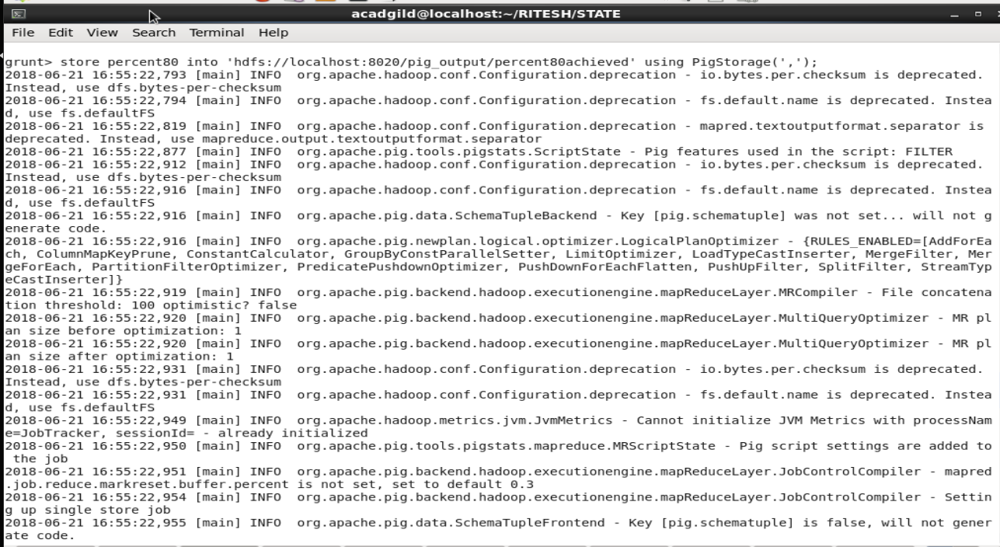 acadgild@localhost:~/RITESH/STATE
File Edit View Search Terminal Help
grunt> store percent80 into 'hdfs://localhost:8020/pig_output/percent80achieved' using PigStorage(',');
2018-06-21 16:55:22,793 [main] INFO  org.apache.hadoop.conf.Configuration.deprecation - io.bytes.per.checksum is deprecated.
Instead, use dfs.bytes-per-checksum
2018-06-21 16:55:22,794 [main] INFO  org.apache.hadoop.conf.Configuration.deprecation - fs.default.name is deprecated. Instea
d, use fs.defaultFS
2018-06-21 16:55:22,819 [main] INFO  org.apache.hadoop.conf.Configuration.deprecation - mapred.textoutputformat.separator is
deprecated. Instead, use mapreduce.output.textoutputformat.separator
2018-06-21 16:55:22,877 [main] INFO  org.apache.pig.tools.pigstats.ScriptState - Pig features used in the script: FILTER
2018-06-21 16:55:22,912 [main] INFO  org.apache.hadoop.conf.Configuration.deprecation - io.bytes.per.checksum is deprecated.
Instead, use dfs.bytes-per-checksum
2018-06-21 16:55:22,916 [main] INFO  org.apache.hadoop.conf.Configuration.deprecation - fs.default.name is deprecated. Instea
d, use fs.defaultFS
2018-06-21 16:55:22,916 [main] INFO  org.apache.pig.data.SchemaTupleBackend - Key [pig.schematuple] was not set... will not g
enerate code.
2018-06-21 16:55:22,916 [main] INFO  org.apache.pig.newplan.logical.optimizer.LogicalPlanOptimizer - {RULES_ENABLED=[AddForEa
ch, ColumnMapKeyPrune, ConstantCalculator, GroupByConstParallelSetter, LimitOptimizer, LoadTypeCastInserter, MergeFilter, Mer
geForEach, PartitionFilterOptimizer, PredicatePushdownOptimizer, PushDownForEachFlatten, PushUpFilter, SplitFilter, StreamTyp
eCastInserter]}
2018-06-21 16:55:22,919 [main] INFO  org.apache.pig.backend.hadoop.executionengine.mapReduceLayer.MRCompiler - File concatena
tion threshold: 100 optimistic? false
2018-06-21 16:55:22,920 [main] INFO  org.apache.pig.backend.hadoop.executionengine.mapReduceLayer.MultiQueryOptimizer - MR pl
an size before optimization: 1
2018-06-21 16:55:22,920 [main] INFO  org.apache.pig.backend.hadoop.executionengine.mapReduceLayer.MultiQueryOptimizer - MR pl
an size after optimization: 1
2018-06-21 16:55:22,931 [main] INFO  org.apache.hadoop.conf.Configuration.deprecation - io.bytes.per.checksum is deprecated.
Instead, use dfs.bytes-per-checksum
2018-06-21 16:55:22,931 [main] INFO  org.apache.hadoop.conf.Configuration.deprecation - fs.default.name is deprecated. Instea
d, use fs.defaultFS
2018-06-21 16:55:22,949 [main] INFO  org.apache.hadoop.metrics.jvm.JvmMetrics - Cannot initialize JVM Metrics with processNam
e=JobTracker, sessionId= - already initialized
2018-06-21 16:55:22,950 [main] INFO  org.apache.pig.tools.pigstats.mapreduce.MRScriptState - Pig script settings are added to
 the job
2018-06-21 16:55:22,951 [main] INFO  org.apache.pig.backend.hadoop.executionengine.mapReduceLayer.JobControlCompiler - mapred
.job.reduce.markreset.buffer.percent is not set, set to default 0.3
2018-06-21 16:55:22,954 [main] INFO  org.apache.pig.backend.hadoop.executionengine.mapReduceLayer.JobControlCompiler - Settin
g up single store job
2018-06-21 16:55:22,955 [main] INFO  org.apache.pig.data.SchemaTupleFrontend - Key [pig.schematuple] is false, will not gener
ate code.